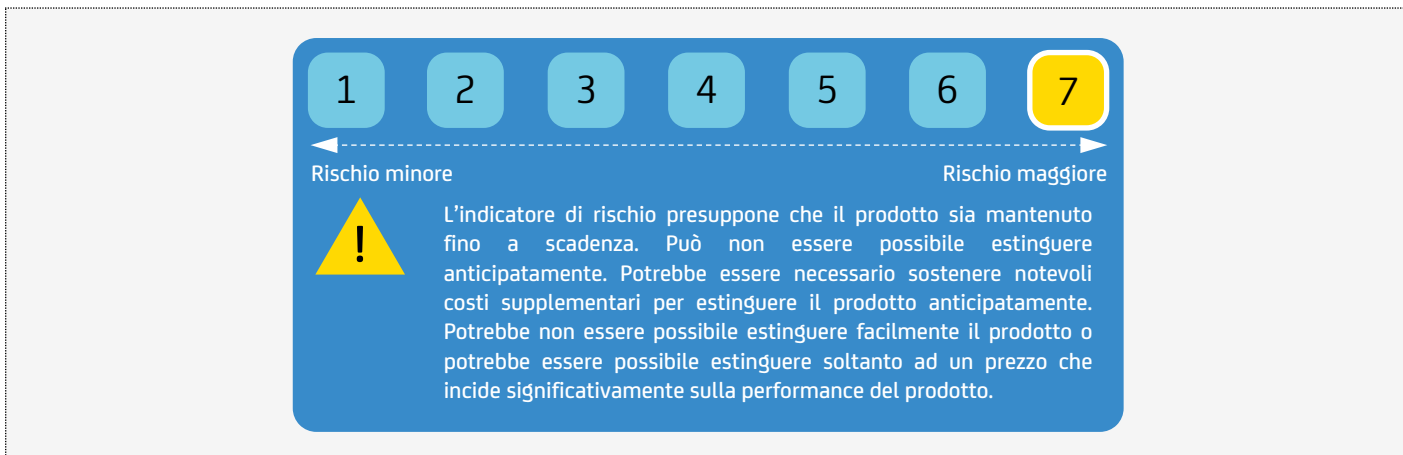 1 2 3 4 5 6 7
Rischio minore Rischio maggiore
!
L'indicatore di rischio presuppone che il prodotto sia mantenuto
fino a scadenza. Può non essere possibile estinguere
anticipatamente. Potrebbe essere necessario sostenere notevoli
costi supplementari per estinguere il prodotto anticipatamente.
Potrebbe non essere possibile estinguere facilmente il prodotto o
potrebbe essere possibile estinguere soltanto ad un prezzo che
incide significativamente sulla performance del prodotto.